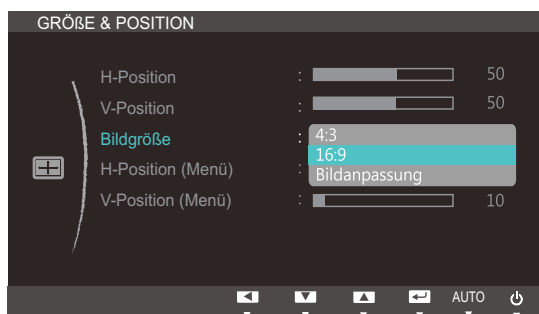 GRÖßE & POSITION
H-Position : 50
V-Position : 50
Bildgröße : 4:3
16:9
Bildanpassung
H-Position (Menü) :
V-Position (Menü) : 10
AUTO